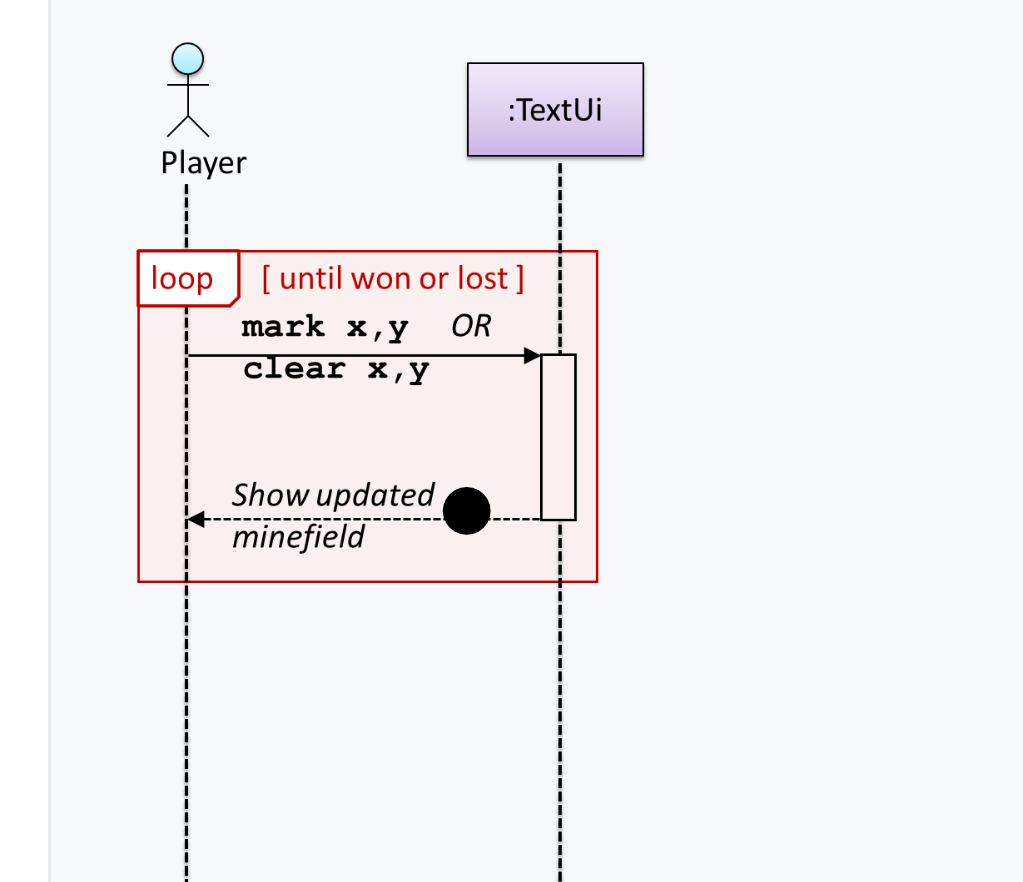 :TextUi
Player
loop [ until won or lost ]
mark x,y OR
clear x,y
Show updated
minefield